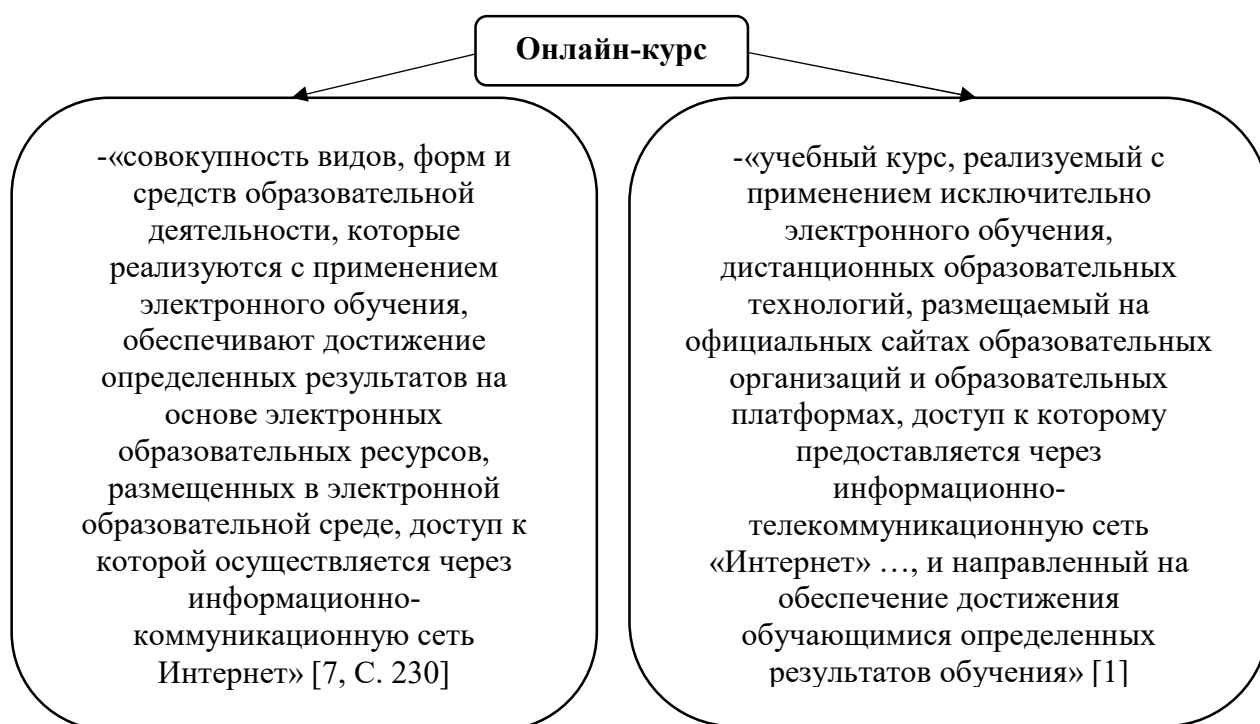 Онлайн-курс
-«совокупность видов, форм и
средств образовательной
деятельности, которые
реализуются с применением
электронного обучения,
обеспечивают достижение
определенных результатов на
основе электронных
образовательных ресурсов,
размещенных в электронной
образовательной среде, доступ к
которой осуществляется через
информационно-
коммуникационную сеть
Интернет» [7, С. 230]
-«учебный курс, реализуемый с
применением исключительно
электронного обучения,
дистанционных образовательных
технологий, размещаемый на
официальных сайтах образовательных
организаций и образовательных
платформах, доступ к которому
предоставляется через
информационно-
телекоммуникационную сеть
«Интернет» …, и направленный на
обеспечение достижения
обучающимися определенных
результатов обучения» [1]